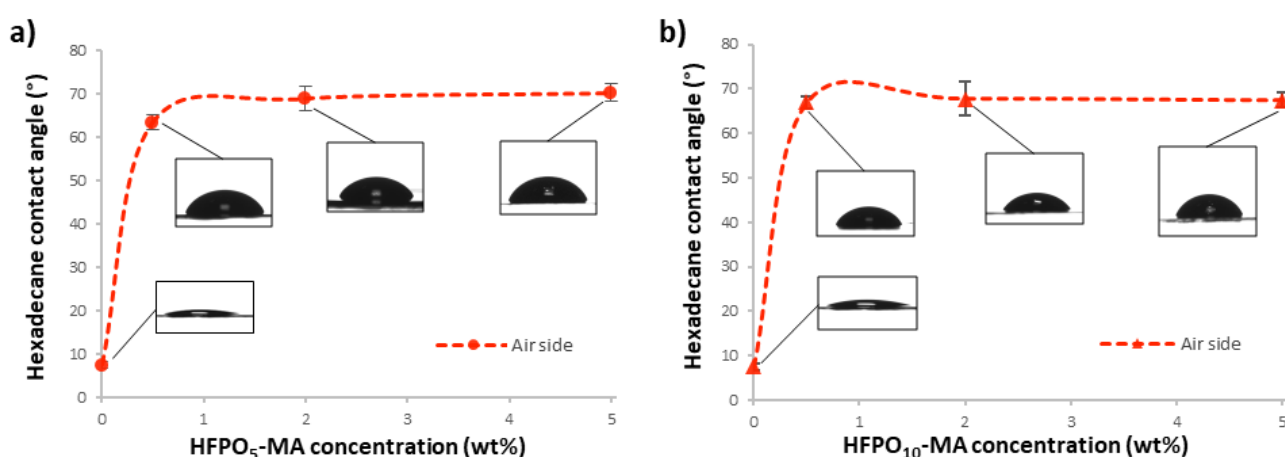 a)
Hexadecane contact angle (°)
80
70
60
50
40
30
20
10
0
0 1 2 3 4 5
HFPO₅-MA concentration (wt%)
Air side
b)
Hexadecane contact angle (°)
80
70
60
50
40
30
20
10
0
0 1 2 3 4 5
HFPO₁₀-MA concentration (wt%)
Air side